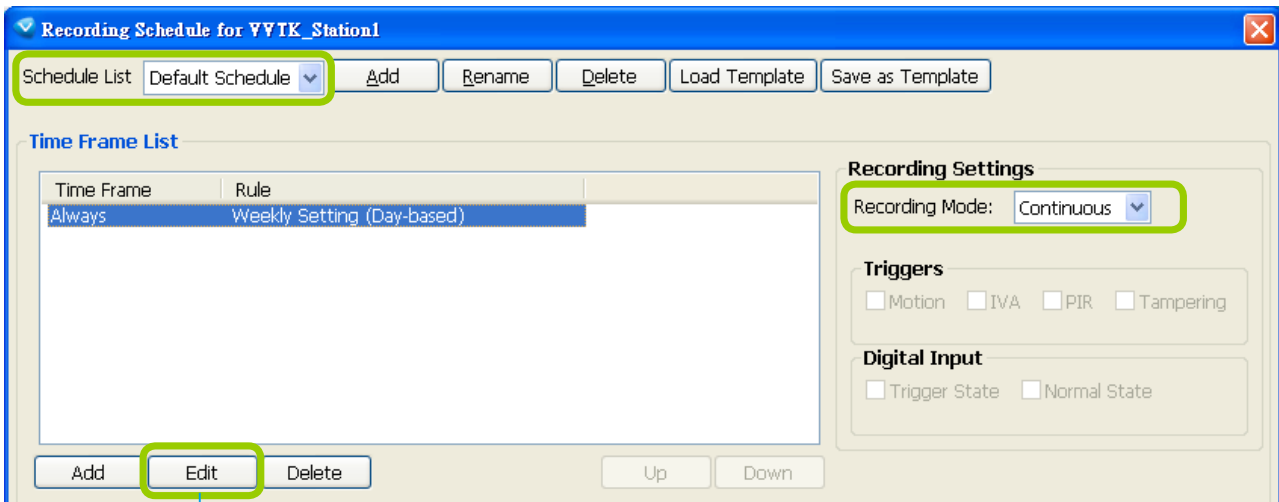 Recording Schedule for VVTK_Station1
Schedule List Default Schedule Add Rename Delete Load Template Save as Template
Time Frame List
Time Frame Rule
Always Weekly Setting (Day-based)
Recording Settings
Recording Mode: Continuous
Triggers
Motion IVA PIR Tampering
Digital Input
Trigger State Normal State
Add Edit Delete Up Down